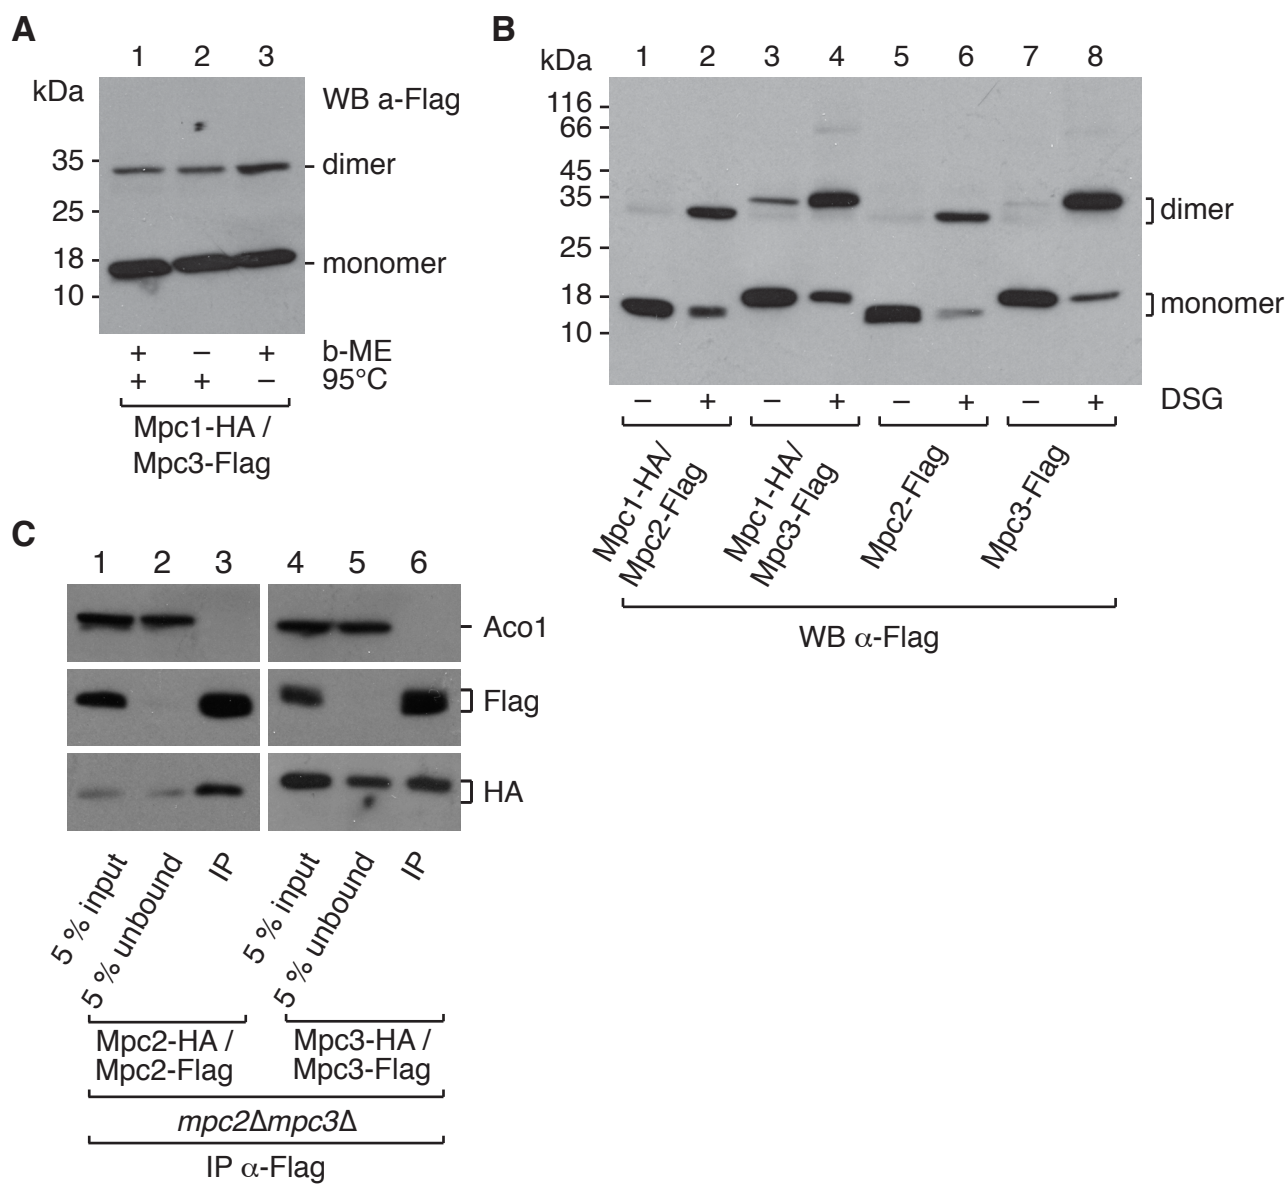 A
1 2 3
kDa
WB a-Flag
35
dimer
25
18
monomer
10
+ – + b-ME
+ + – 95°C
Mpc1-HA /
Mpc3-Flag
B
1 2 3 4 5 6 7 8
kDa
116
66
45
35
dimer
25
18
monomer
10
– + – + – + – + DSG
Mpc1-HA/
Mpc2-Flag
Mpc1-HA/
Mpc3-Flag
Mpc2-Flag
Mpc3-Flag
WB α-Flag
C
1 2 3 4 5 6
Aco1
Flag
HA
5 % input
5 % unbound
IP
5 % input
5 % unbound
IP
Mpc2-HA /
Mpc2-Flag
Mpc3-HA /
Mpc3-Flag
mpc2Δmpc3Δ
IP α-Flag